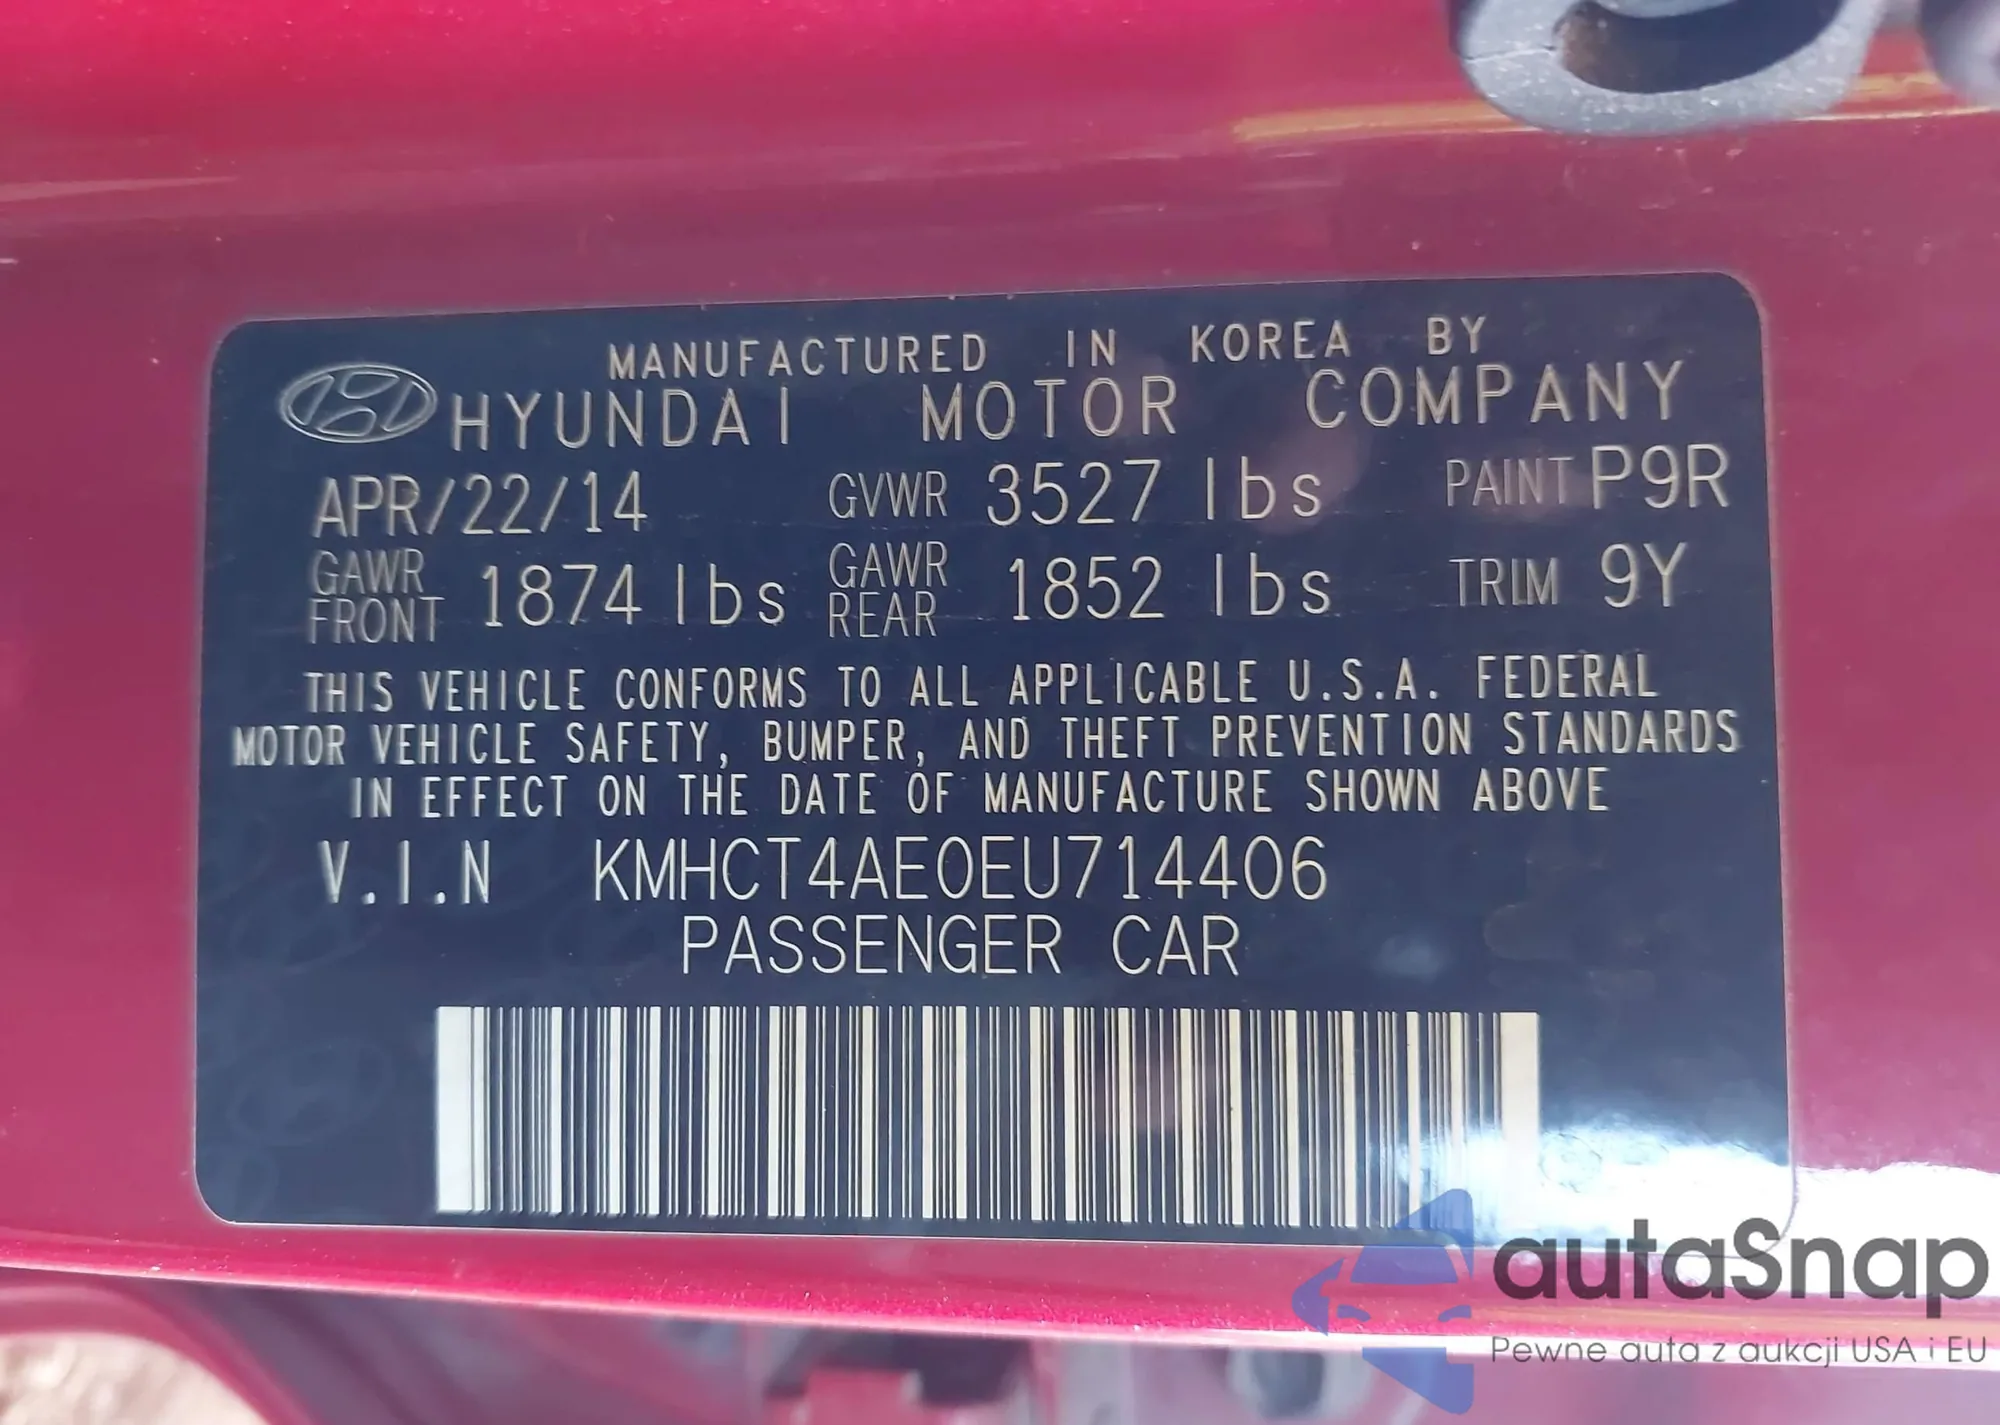 MANUFACTURED IN KOREA BY
HYUNDAI MOTOR COMPANY
APR/22/14 GVWR 3527 lbs PAINT P9R
GAWR FRONT 1874 lbs GAWR REAR 1852 lbs TRIM 9Y
THIS VEHICLE CONFORMS TO ALL APPLICABLE U.S.A. FEDERAL
MOTOR VEHICLE SAFETY, BUMPER, AND THEFT PREVENTION STANDARDS
IN EFFECT ON THE DATE OF MANUFACTURE SHOWN ABOVE
V.I.N KMHCT4AE0EU714406
PASSENGER CAR
autaSnap
Pewne auta z aukcji USA i EU